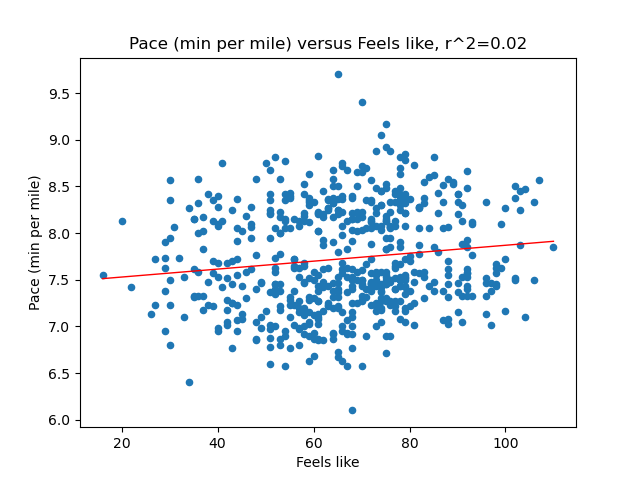 Pace (min per mile) versus Feels like, r^2=0.02
Pace (min per mile)
9.5
9.0
8.5
8.0
7.5
7.0
6.5
6.0
20 40 60 80 100
Feels like